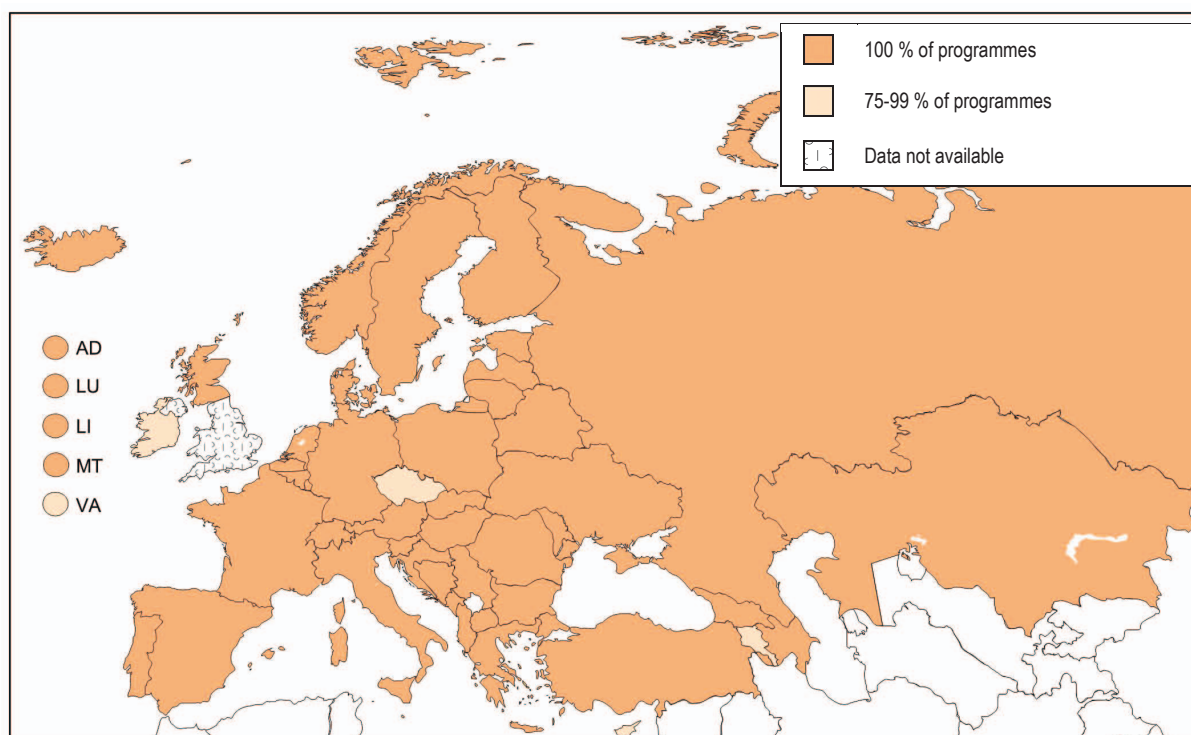 100 % of programmes
75-99 % of programmes
Data not available
AD
LU
LI
MT
VA